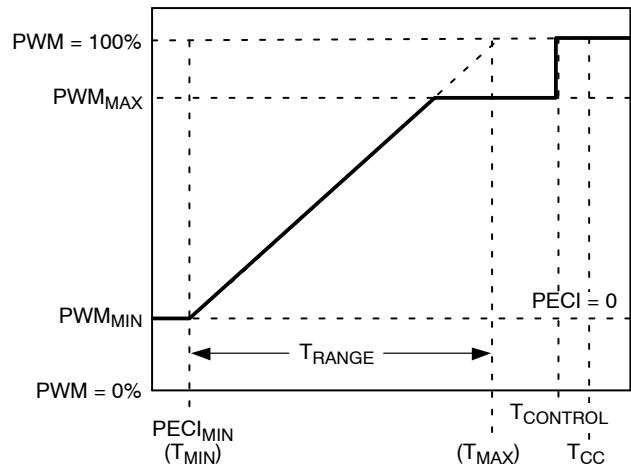 PWM = 100%
PWMMAX
PWMMIN
PECI = 0
TRANGE
PWM = 0%
TCONTROL
PECIMIN
(TMIN)
(TMAX)
TCC